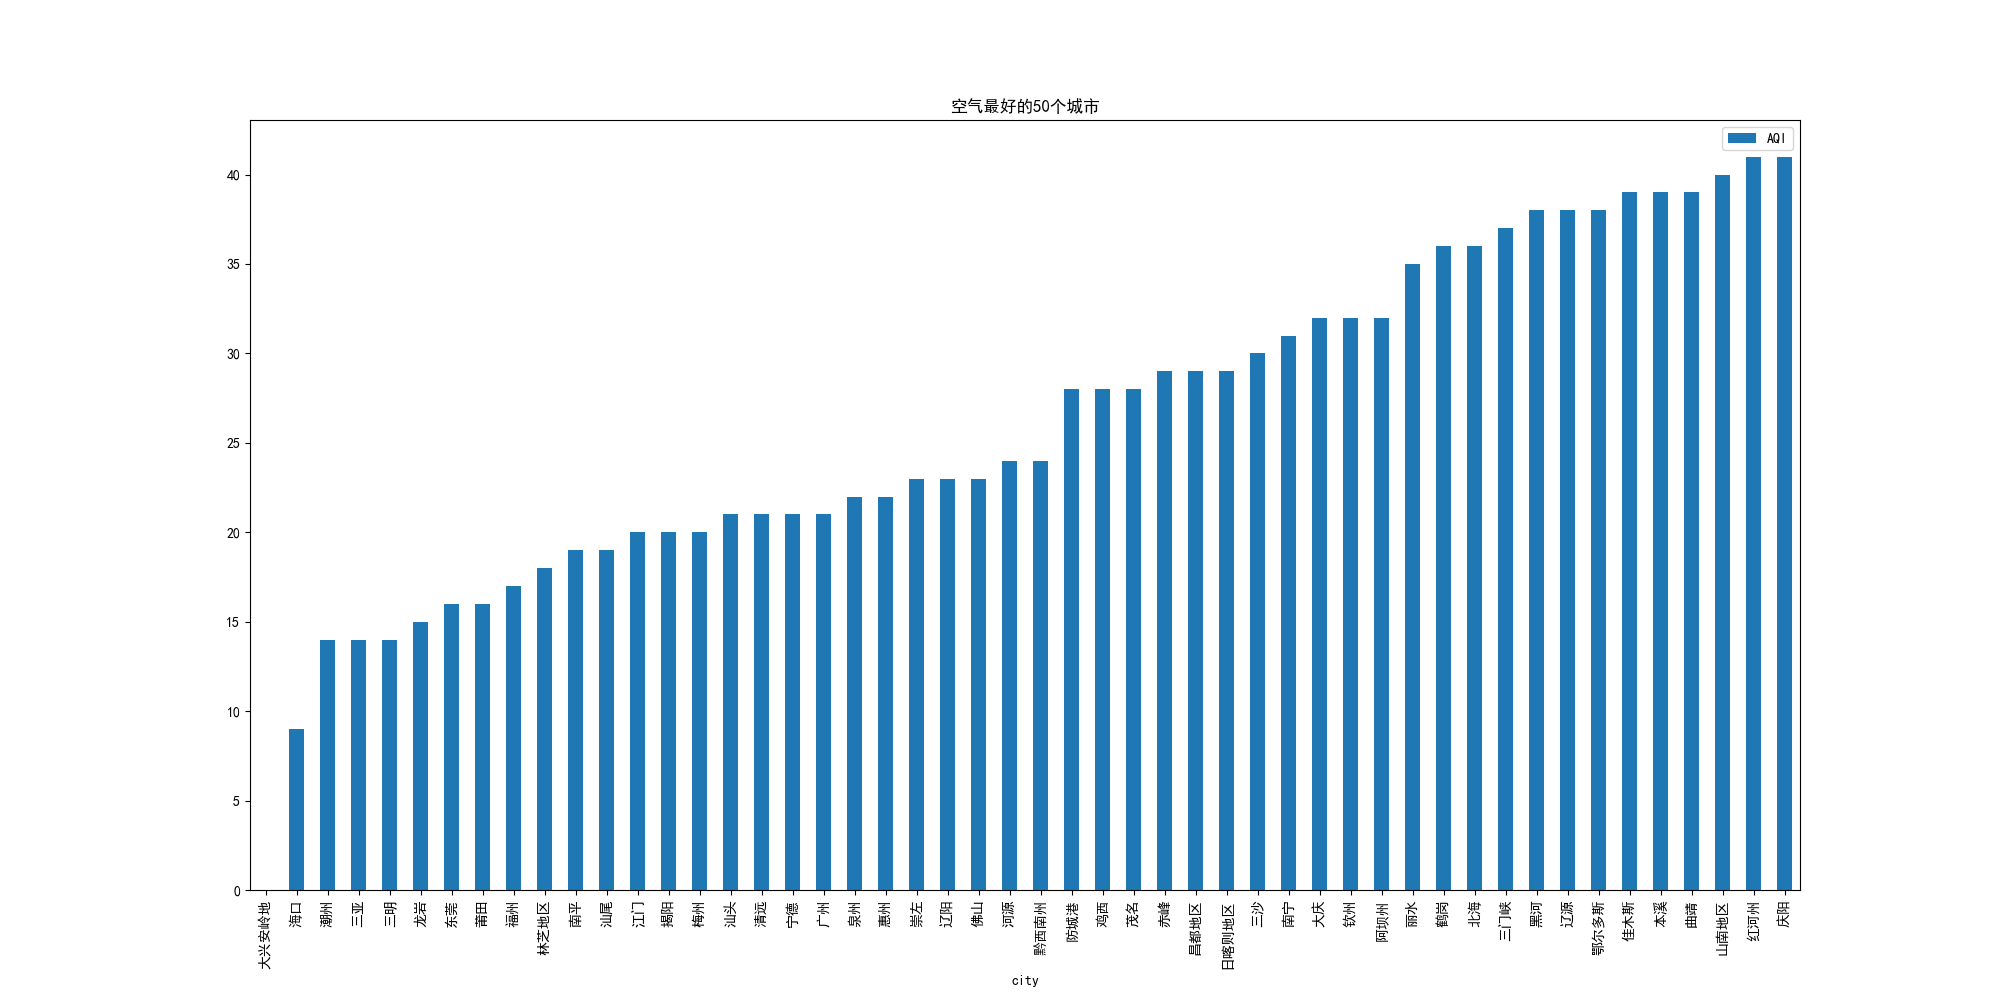 空气最好的50个城市
AQI
40
35
30
25
20
15
10
5
0
大兴安岭地
海口
潮州
三亚
三明
龙岩
东莞
莆田
福州
林芝地区
南平
汕尾
江门
揭阳
梅州
汕头
清远
宁德
广州
泉州
惠州
崇左
辽阳
佛山
河源
黔西南州
防城港
鸡西
茂名
赤峰
昌都地区
日喀则地区
三沙
南宁
大庆
钦州
阿坝州
丽水
鹤岗
北海
三门峡
黑河
辽源
鄂尔多斯
佳木斯
本溪
曲靖
山南地区
红河州
庆阳
city